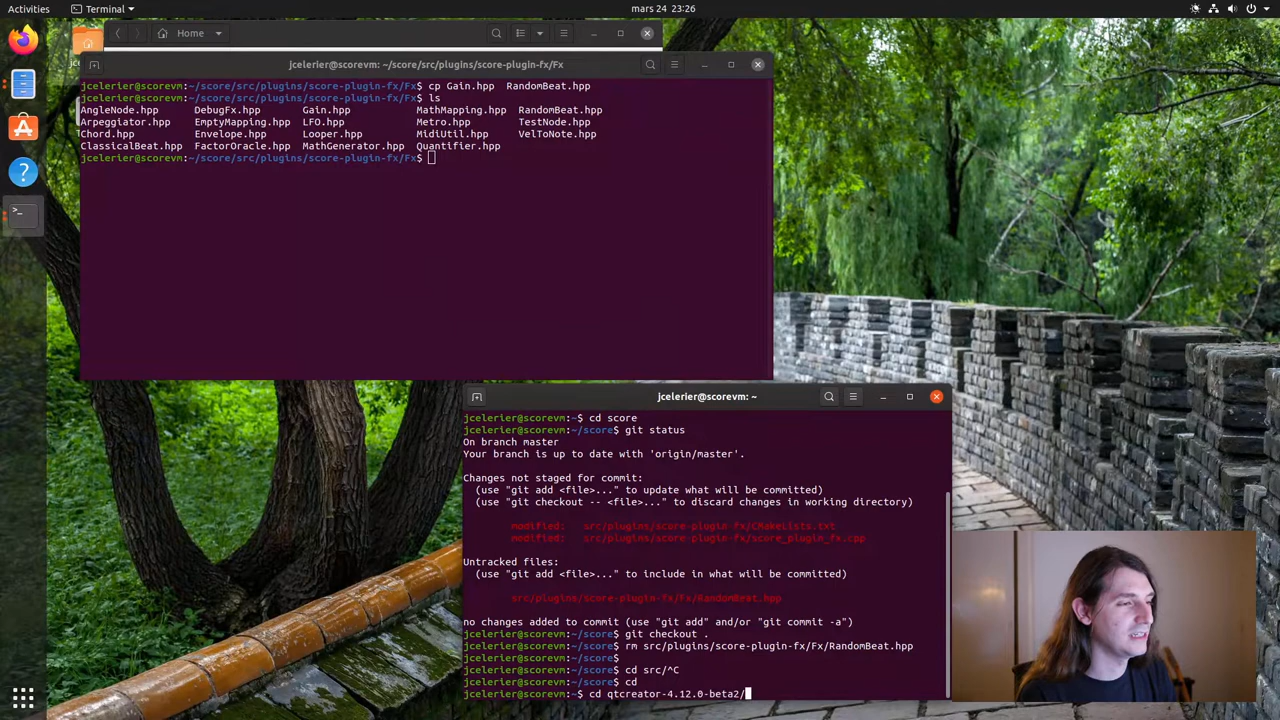 Activities
Terminal
mars 24 23:26
Home
jcelerier@scorevm: ~/score/src/plugins/score-plugin-fx/Fx
jcelerier@scorevm:~/score/src/plugins/score-plugin-fx/Fx$ cp Gain.hpp  RandomBeat.hpp
jcelerier@scorevm:~/score/src/plugins/score-plugin-fx/Fx$ ls
AngleNode.hpp DebugFx.hpp Gain.hpp MathMapping.hpp RandomBeat.hpp
Arpeggiator.hpp EmptyMapping.hpp LFO.hpp Metro.hpp TestNode.hpp
Chord.hpp Envelope.hpp Looper.hpp MidiUtil.hpp VelToNote.hpp
ClassicalBeat.hpp FactorOracle.hpp MathGenerator.hpp Quantifier.hpp
jcelerier@scorevm:~/score/src/plugins/score-plugin-fx/Fx$
jcelerier@scorevm: ~
jcelerier@scorevm:~$ cd score
jcelerier@scorevm:~/score$ git status
On branch master
Your branch is up to date with 'origin/master'.
Changes not staged for commit:
(use "git add <file>..." to update what will be committed)
(use "git checkout -- <file>..." to discard changes in working directory)
modified: src/plugins/score-plugin-fx/CMakeLists.txt
modified: src/plugins/score-plugin-fx/score_plugin_fx.cpp
Untracked files:
(use "git add <file>..." to include in what will be committed)
src/plugins/score-plugin-fx/Fx/RandomBeat.hpp
no changes added to commit (use "git add" and/or "git commit -a")
jcelerier@scorevm:~/score$ git checkout .
jcelerier@scorevm:~/score$ rm src/plugins/score-plugin-fx/Fx/RandomBeat.hpp
jcelerier@scorevm:~/score$
jcelerier@scorevm:~/score$ cd src/^C
jcelerier@scorevm:~/score$ cd
jcelerier@scorevm:~$ cd qtcreator-4.12.0-beta2/